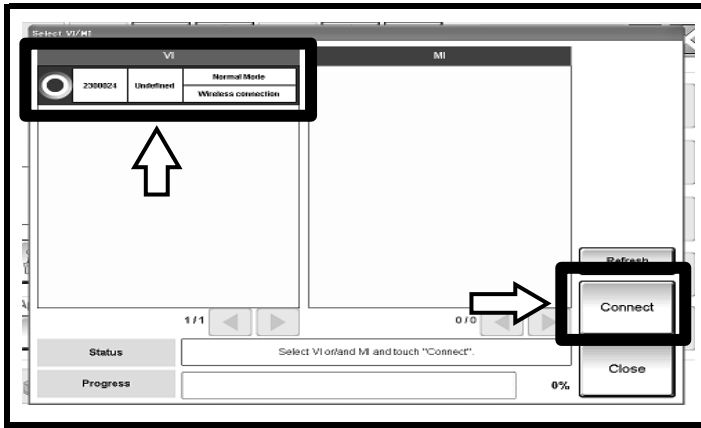 Select VI/MI
VI
MI
2300024
Undefined
Normal Mode
Wireless connection
Refresh
Connect
1/1
0/0
Status
Select VI or/and MI and touch "Connect".
Close
Progress
0%